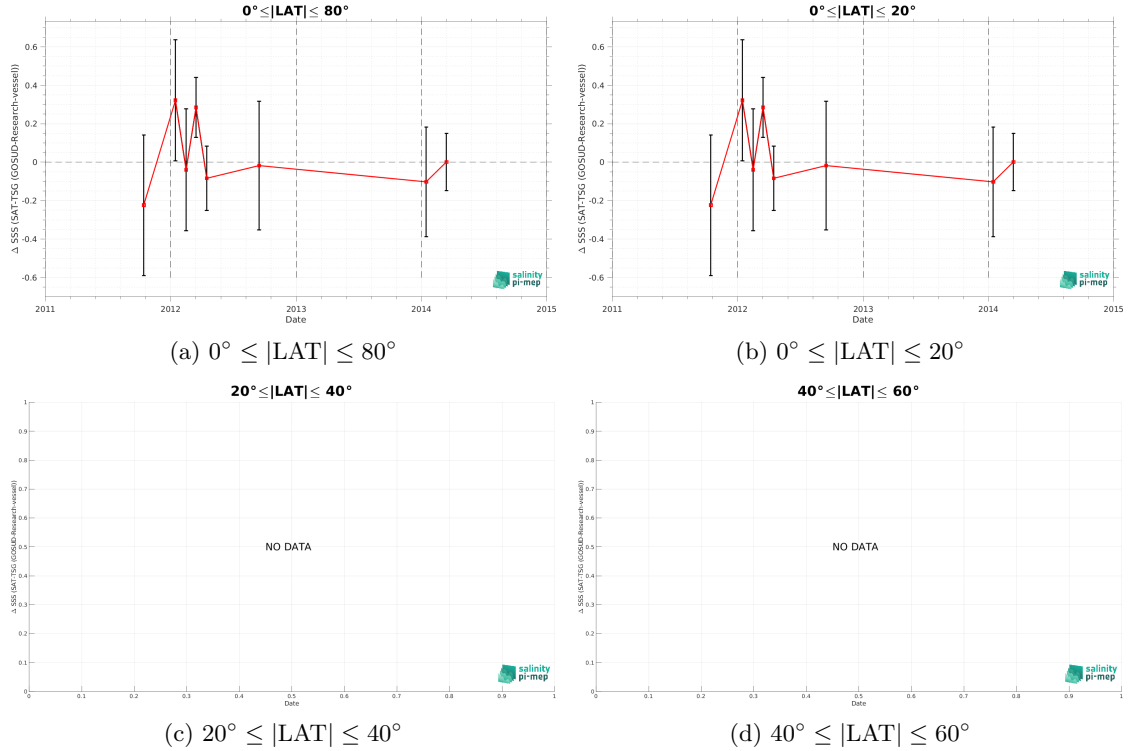 0°≤|LAT|≤ 80°
Δ SSS (SAT-TSG (GOSUD-Research-vessel))
0.6
0.4
0.2
0
-0.2
-0.4
-0.6
2011
2012
2013
2014
2015
Date
salinity
pi-mep
(a) 0° ≤ |LAT| ≤ 80°
0°≤|LAT|≤ 20°
Δ SSS (SAT-TSG (GOSUD-Research-vessel))
0.6
0.4
0.2
0
-0.2
-0.4
-0.6
2011
2012
2013
2014
2015
Date
salinity
pi-mep
(b) 0° ≤ |LAT| ≤ 20°
20°≤|LAT|≤ 40°
Δ SSS (SAT-TSG (GOSUD-Research-vessel))
1
0.9
0.8
0.7
0.6
0.5
0.4
0.3
0.2
0.1
0
NO DATA
0
0.1
0.2
0.3
0.4
0.5
0.6
0.7
0.8
0.9
1
Date
salinity
pi-mep
(c) 20° ≤ |LAT| ≤ 40°
40°≤|LAT|≤ 60°
Δ SSS (SAT-TSG (GOSUD-Research-vessel))
1
0.9
0.8
0.7
0.6
0.5
0.4
0.3
0.2
0.1
0
NO DATA
0
0.1
0.2
0.3
0.4
0.5
0.6
0.7
0.8
0.9
1
Date
salinity
pi-mep
(d) 40° ≤ |LAT| ≤ 60°